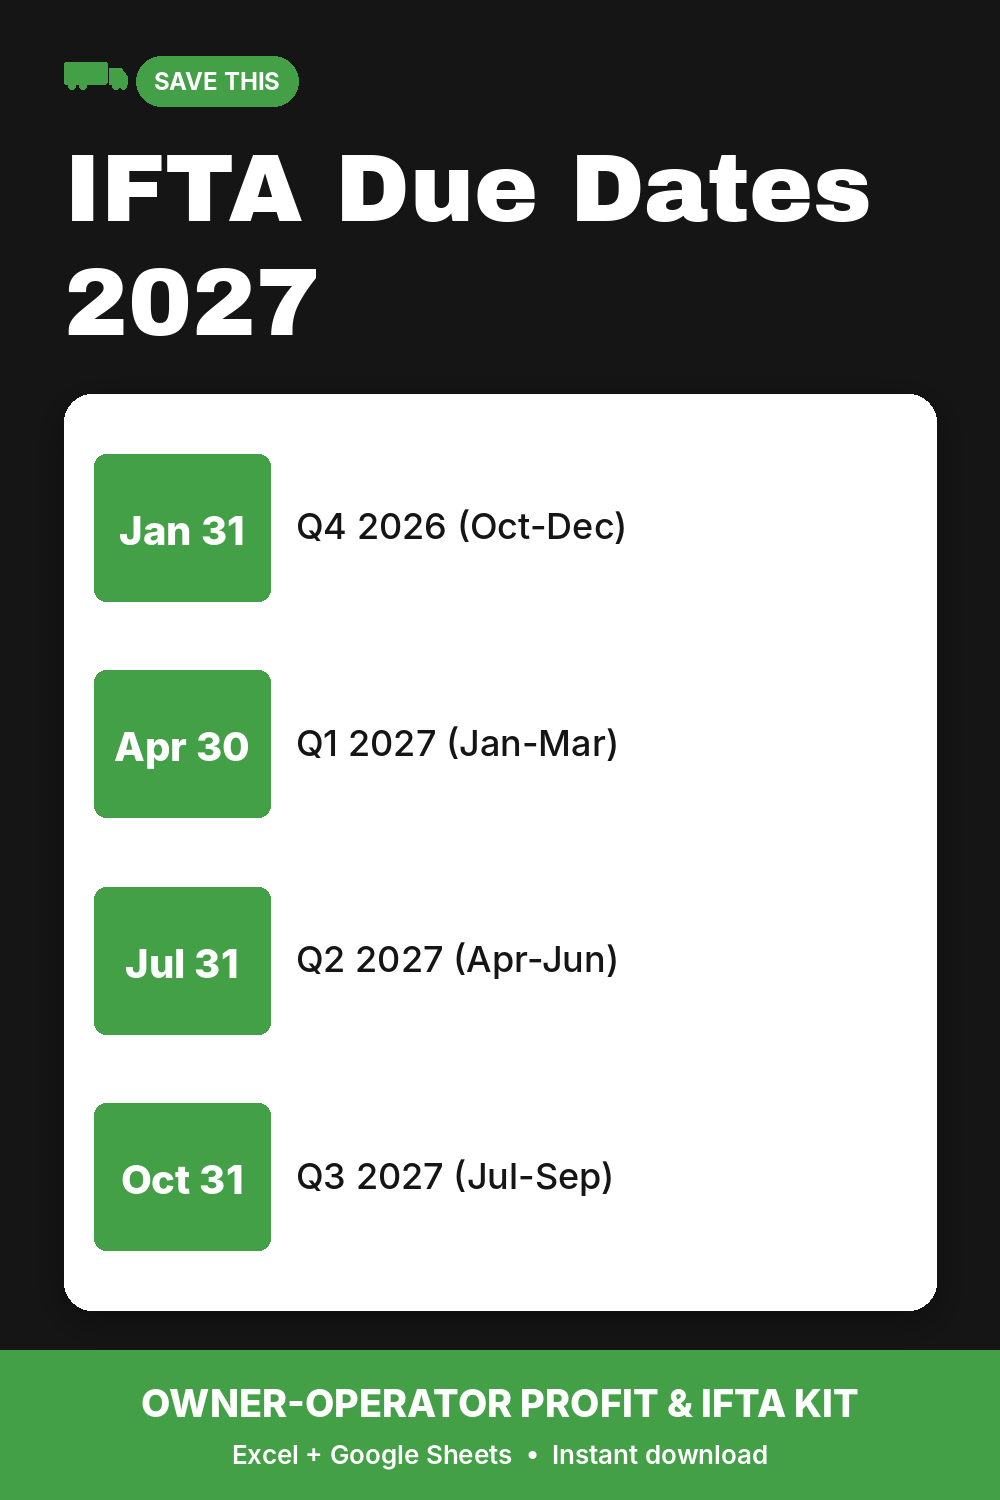 SAVE THIS
IFTA Due Dates
2027
Jan 31
Q4 2026 (Oct-Dec)
Apr 30
Q1 2027 (Jan-Mar)
Jul 31
Q2 2027 (Apr-Jun)
Oct 31
Q3 2027 (Jul-Sep)
OWNER-OPERATOR PROFIT & IFTA KIT
Excel + Google Sheets • Instant download